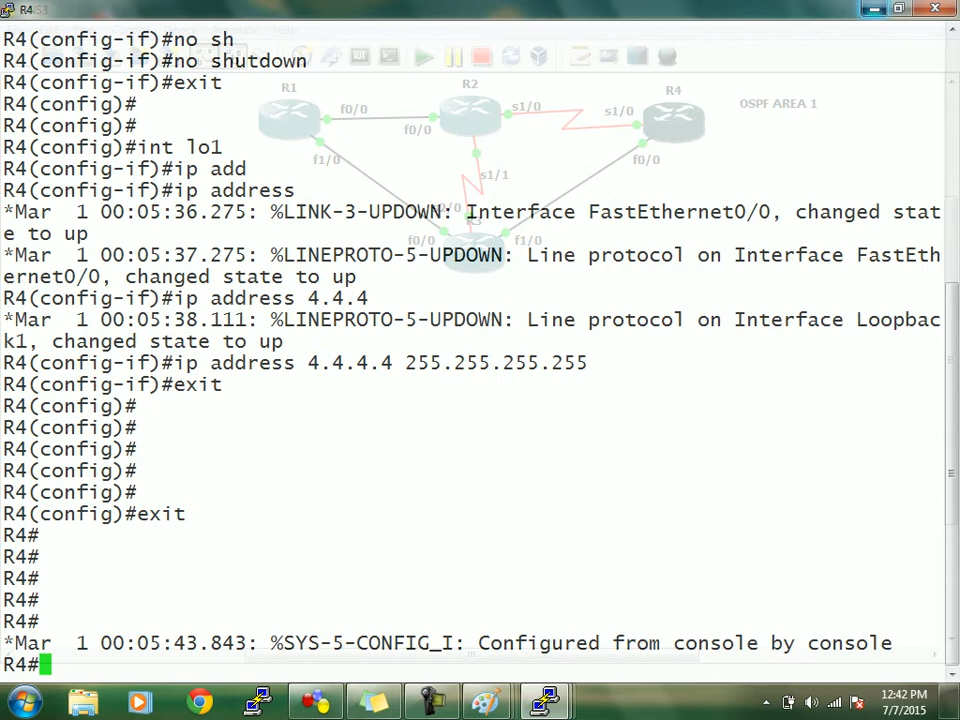 R4
R4(config-if)#no sh
R4(config-if)#no shutdown
R4(config-if)#exit
R4(config)#
R4(config)#
R4(config)#int lo1
R4(config-if)#ip add
R4(config-if)#ip address
*Mar  1 00:05:36.275: %LINK-3-UPDOWN: Interface FastEthernet0/0, changed stat
e to up
*Mar  1 00:05:37.275: %LINEPROTO-5-UPDOWN: Line protocol on Interface FastEth
ernet0/0, changed state to up
R4(config-if)#ip address 4.4.4
*Mar  1 00:05:38.111: %LINEPROTO-5-UPDOWN: Line protocol on Interface Loopbac
k1, changed state to up
R4(config-if)#ip address 4.4.4.4 255.255.255.255
R4(config-if)#exit
R4(config)#
R4(config)#
R4(config)#
R4(config)#
R4(config)#
R4(config)#exit
R4#
R4#
R4#
R4#
R4#
*Mar  1 00:05:43.843: %SYS-5-CONFIG_I: Configured from console by console
R4#
R1
R2
R4
OSPF AREA 1
f0/0
f0/0
s1/0
s1/0
f1/0
s1/1
f0/0
f0/0
f1/0
12:42 PM
7/7/2015